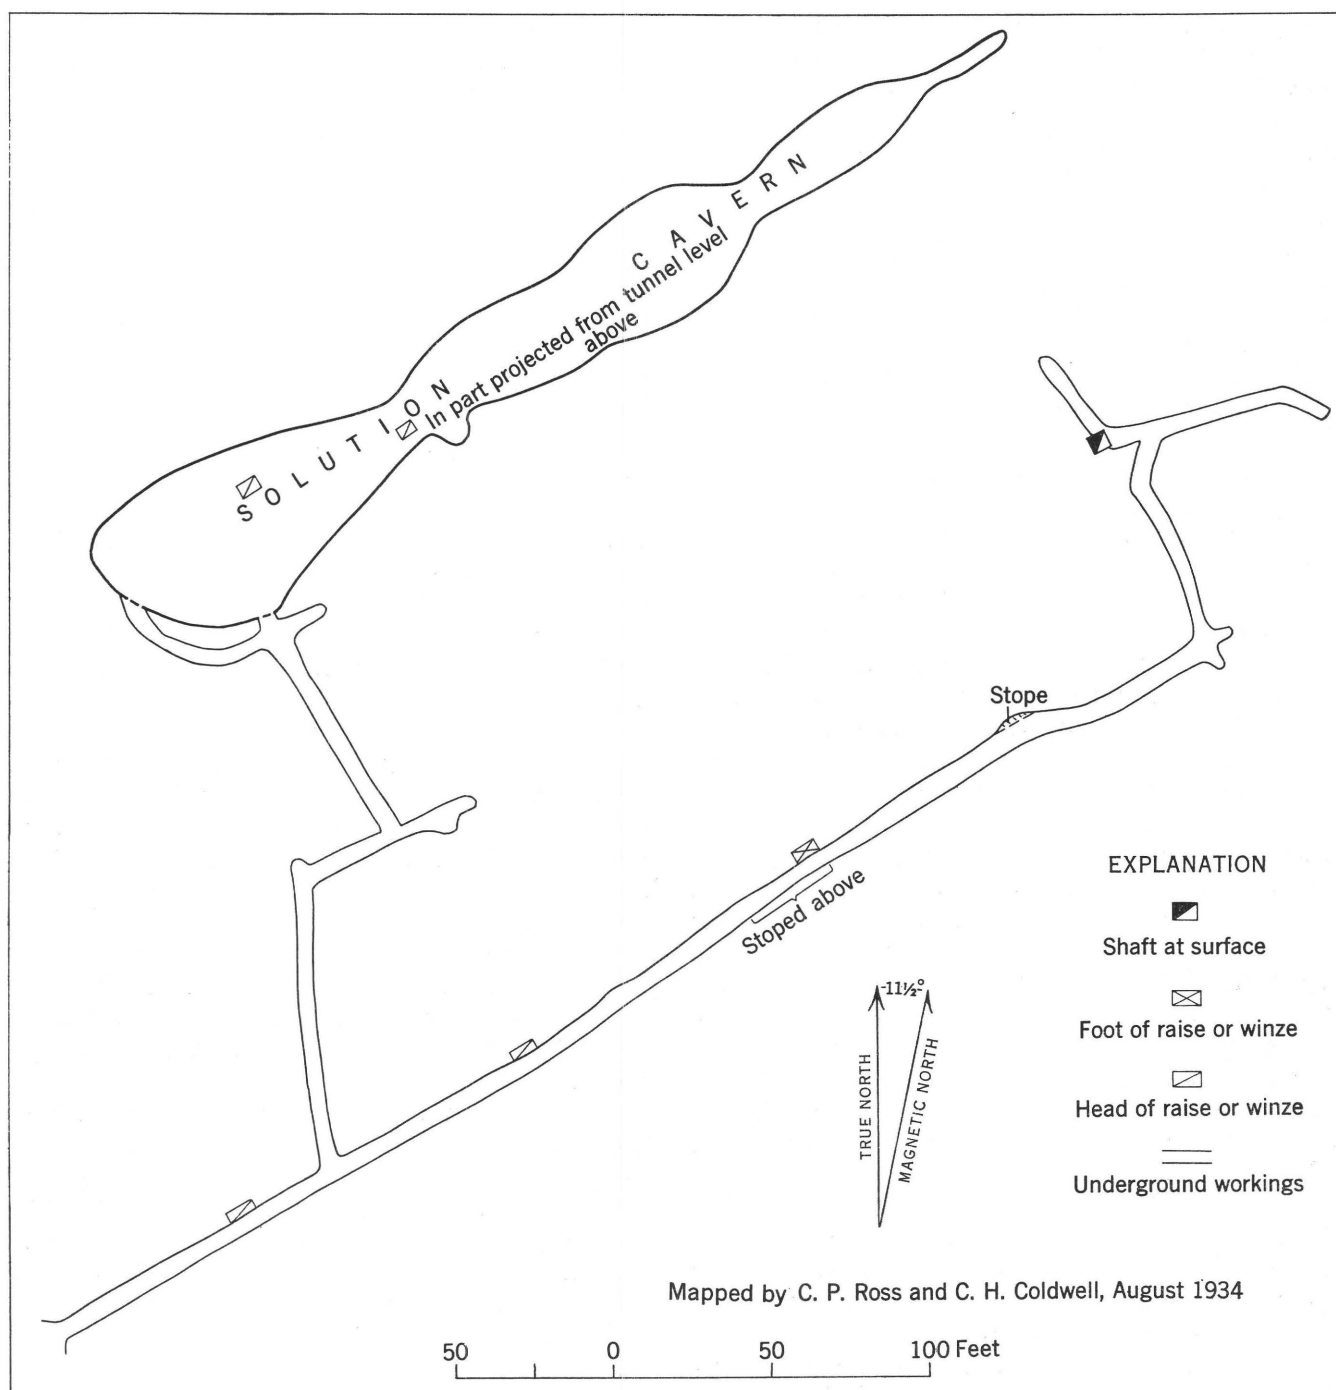 SOLUTION CAVERN
In part projected from tunnel level
above
Stope
Stoped above
EXPLANATION
Shaft at surface
Foot of raise or winze
Head of raise or winze
Underground workings
-11½°
TRUE NORTH
MAGNETIC NORTH
Mapped by C. P. Ross and C. H. Coldwell, August 1934
50 0 50 100 Feet